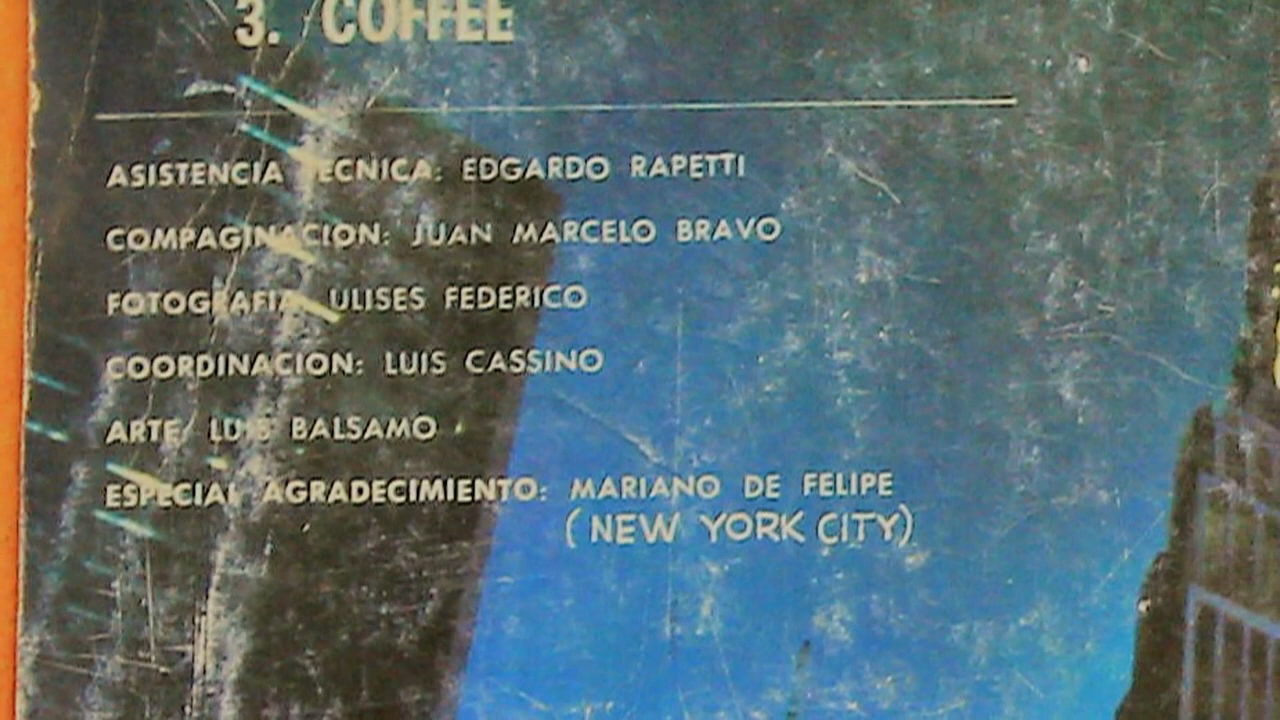 3. COFFEE
ASISTENCIA TECNICA: EDGARDO RAPETTI
COMPAGINACION: JUAN MARCELO BRAVO
FOTOGRAFIA: ULISES FEDERICO
COORDINACION: LUIS CASSINO
ARTE: LUIS BALSAMO
ESPECIAL AGRADECIMIENTO: MARIANO DE FELIPE
(NEW YORK CITY)